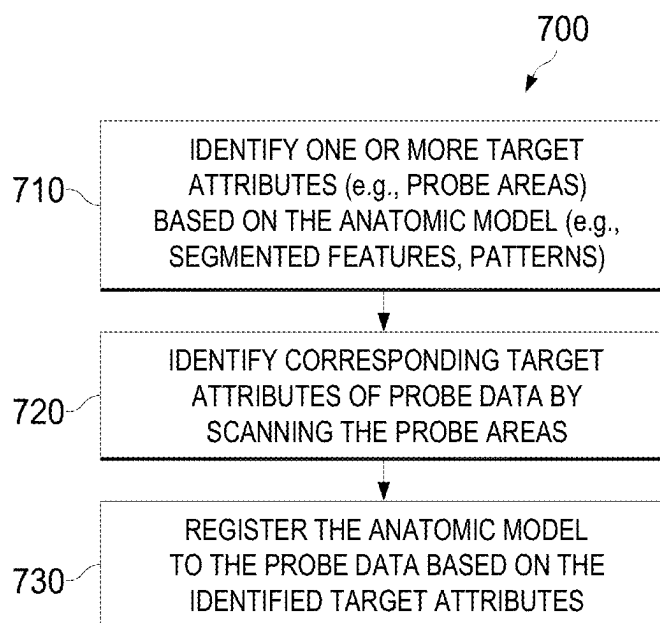 700
710
IDENTIFY ONE OR MORE TARGET
ATTRIBUTES (e.g., PROBE AREAS)
BASED ON THE ANATOMIC MODEL (e.g.,
SEGMENTED FEATURES, PATTERNS)
720
IDENTIFY CORRESPONDING TARGET
ATTRIBUTES OF PROBE DATA BY
SCANNING THE PROBE AREAS
730
REGISTER THE ANATOMIC MODEL
TO THE PROBE DATA BASED ON THE
IDENTIFIED TARGET ATTRIBUTES